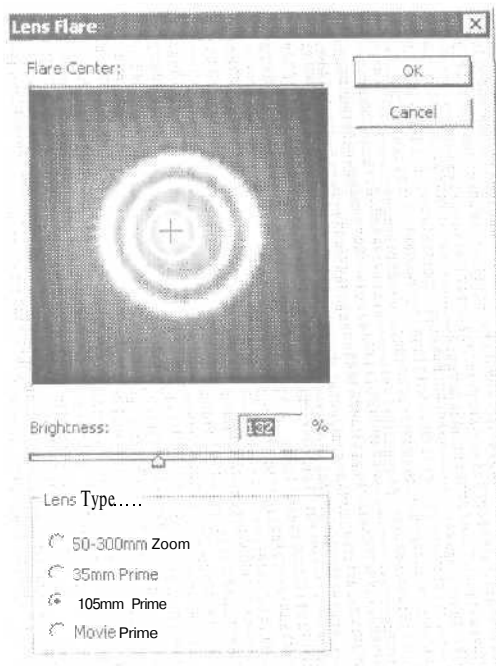 Lens Flare
Flare Center:
OK
Cancel
Brightness: 132 %
Lens Type.....
50-300mm Zoom
35mm Prime
105mm Prime
Movie Prime